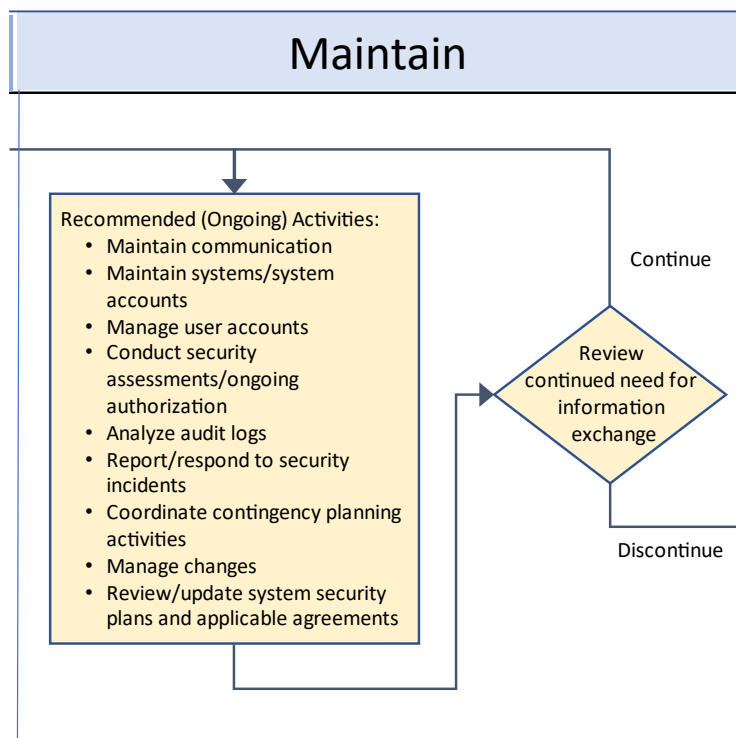 Maintain
Recommended (Ongoing) Activities:
• Maintain communication
• Maintain systems/system
accounts
• Manage user accounts
• Conduct security
assessments/ongoing
authorization
• Analyze audit logs
• Report/respond to security
incidents
• Coordinate contingency planning
activities
• Manage changes
• Review/update system security
plans and applicable agreements
Continue
Review
continued need for
information
exchange
Discontinue